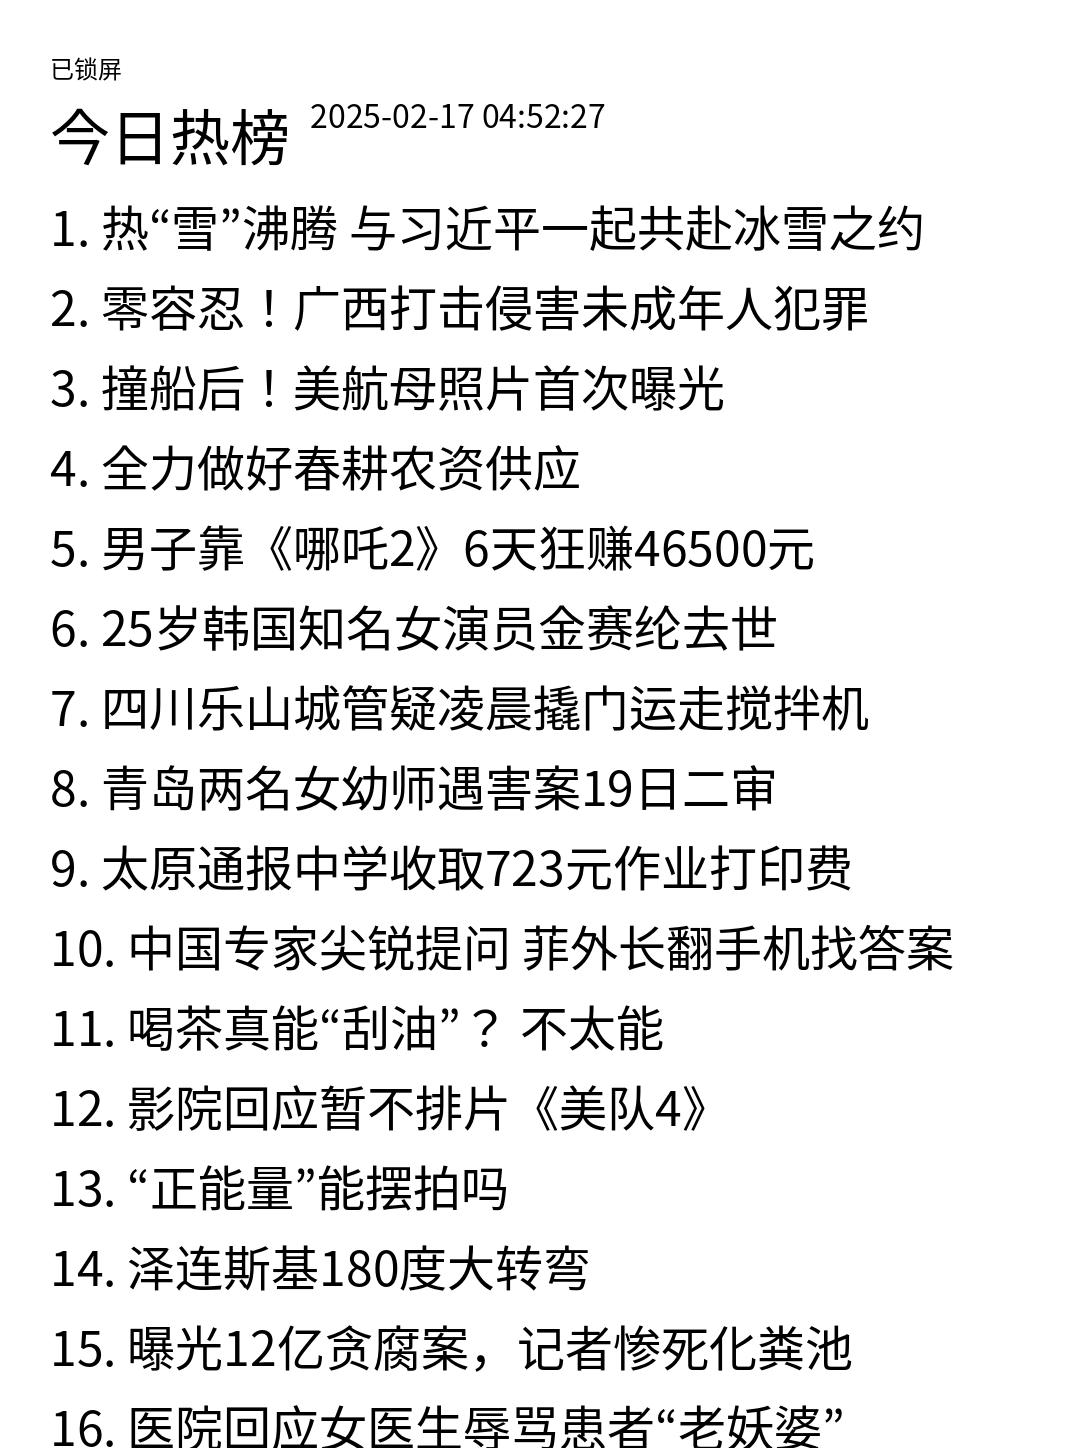 已锁屏
今日热榜 2025-02-17 04:52:27
1. 热“雪”沸腾 与习近平一起共赴冰雪之约
2. 零容忍！广西打击侵害未成年人犯罪
3. 撞船后！美航母照片首次曝光
4. 全力做好春耕农资供应
5. 男子靠《哪吒2》6天狂赚46500元
6. 25岁韩国知名女演员金赛纶去世
7. 四川乐山城管疑凌晨撬门运走搅拌机
8. 青岛两名女幼师遇害案19日二审
9. 太原通报中学收取723元作业打印费
10. 中国专家尖锐提问 菲外长翻手机找答案
11. 喝茶真能“刮油”？ 不太能
12. 影院回应暂不排片《美队4》
13. “正能量”能摆拍吗
14. 泽连斯基180度大转弯
15. 曝光12亿贪腐案，记者惨死化粪池
16. 医院回应女医生辱骂患者“老妖婆”